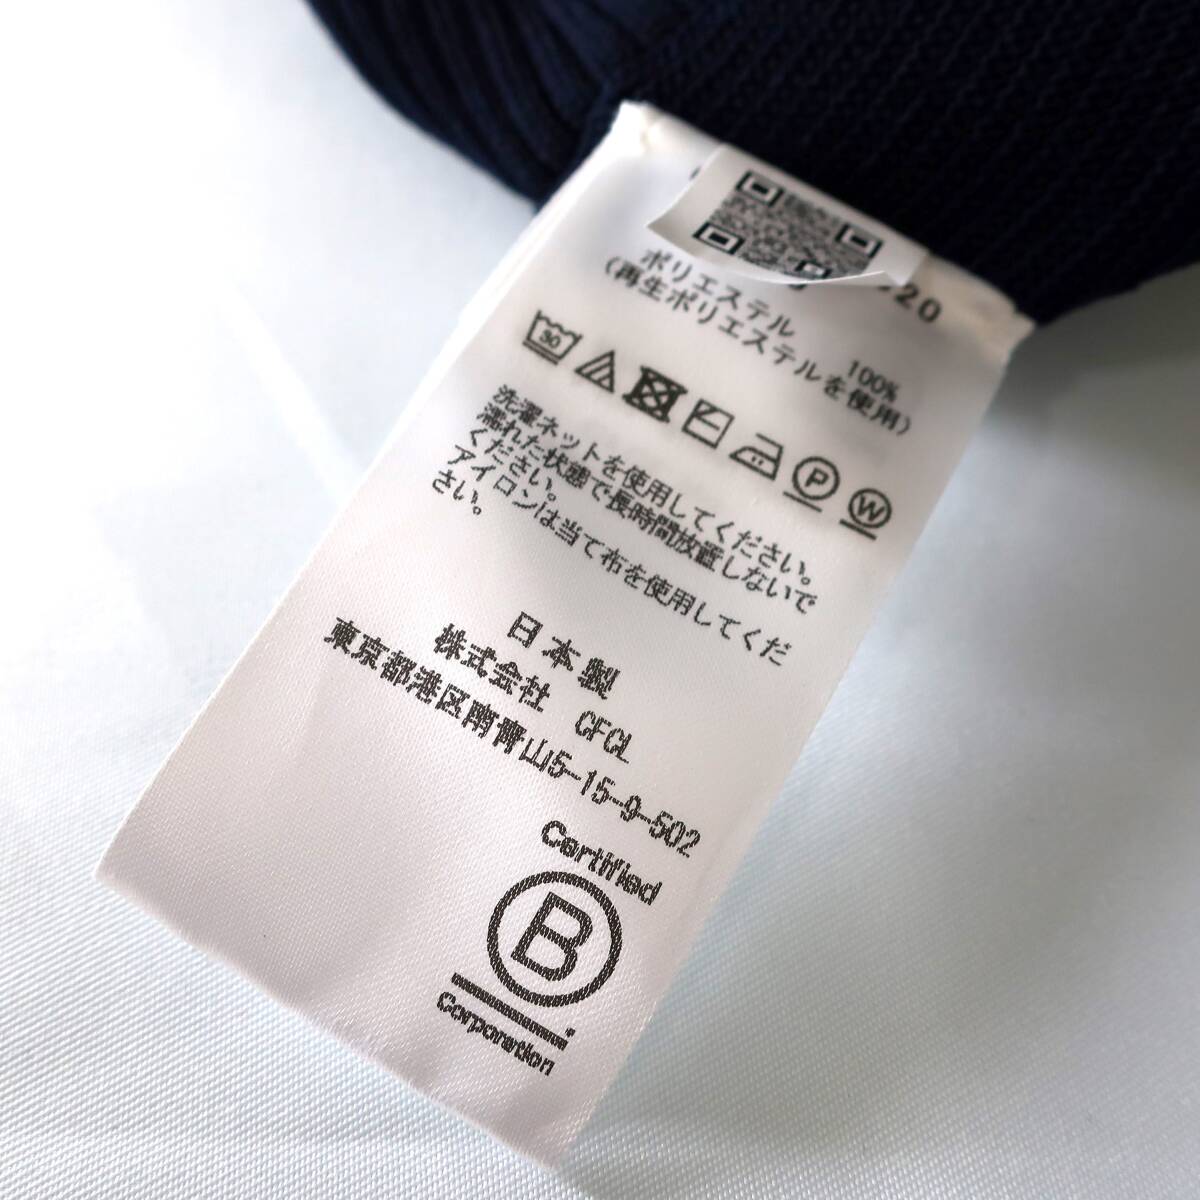 ポリエステル 100%
(再生ポリエステルを使用)
30
P
W
洗濯ネットを使用してください。
濡れた状態で長時間放置しないで
ください。
アイロンは当て布を使用してくだ
さい。
日本製
株式会社 CFCL
東京都港区南青山5-15-9-502
Certified
B
Corporation